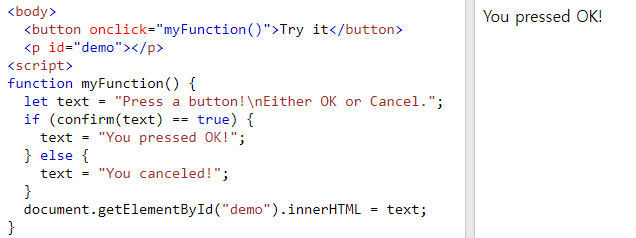 <body>
  <button onclick="myFunction()">Try it</button>
  <p id="demo"></p>
<script>
function myFunction() {
  let text = "Press a button!\nEither OK or Cancel.";
  if (confirm(text) == true) {
    text = "You pressed OK!";
  } else {
    text = "You canceled!";
  }
  document.getElementById("demo").innerHTML = text;
}
You pressed OK!